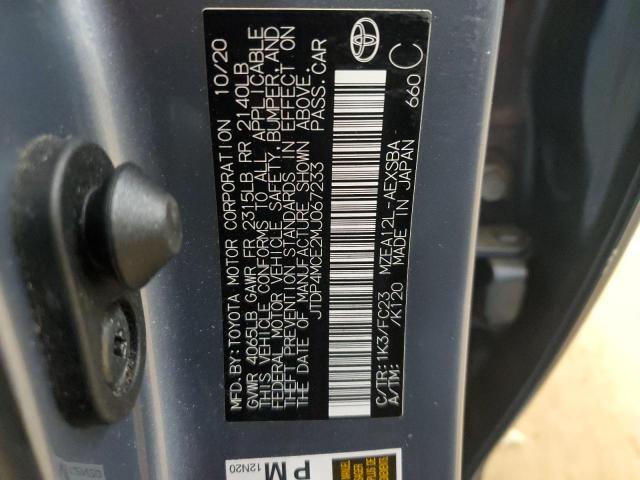 MFD.BY:TOYOTA MOTOR CORPORATION 10/20
GVWR 4065LB GAWR FR 2315LB RR 2140LB
THIS VEHICLE CONFORMS TO ALL APPLICABLE
FEDERAL MOTOR VEHICLE SAFETY, BUMPER, AND
THEFT PREVENTION STANDARDS IN EFFECT ON
THE DATE OF MANUFACTURE SHOWN ABOVE.
JTDP4MCE2MJ067233 PASS.CAR
C/TR:1K3/FC23 MZEA12L-AEXSBA
A/TM: /K120 MADE IN JAPAN 660 C
PM
12N20